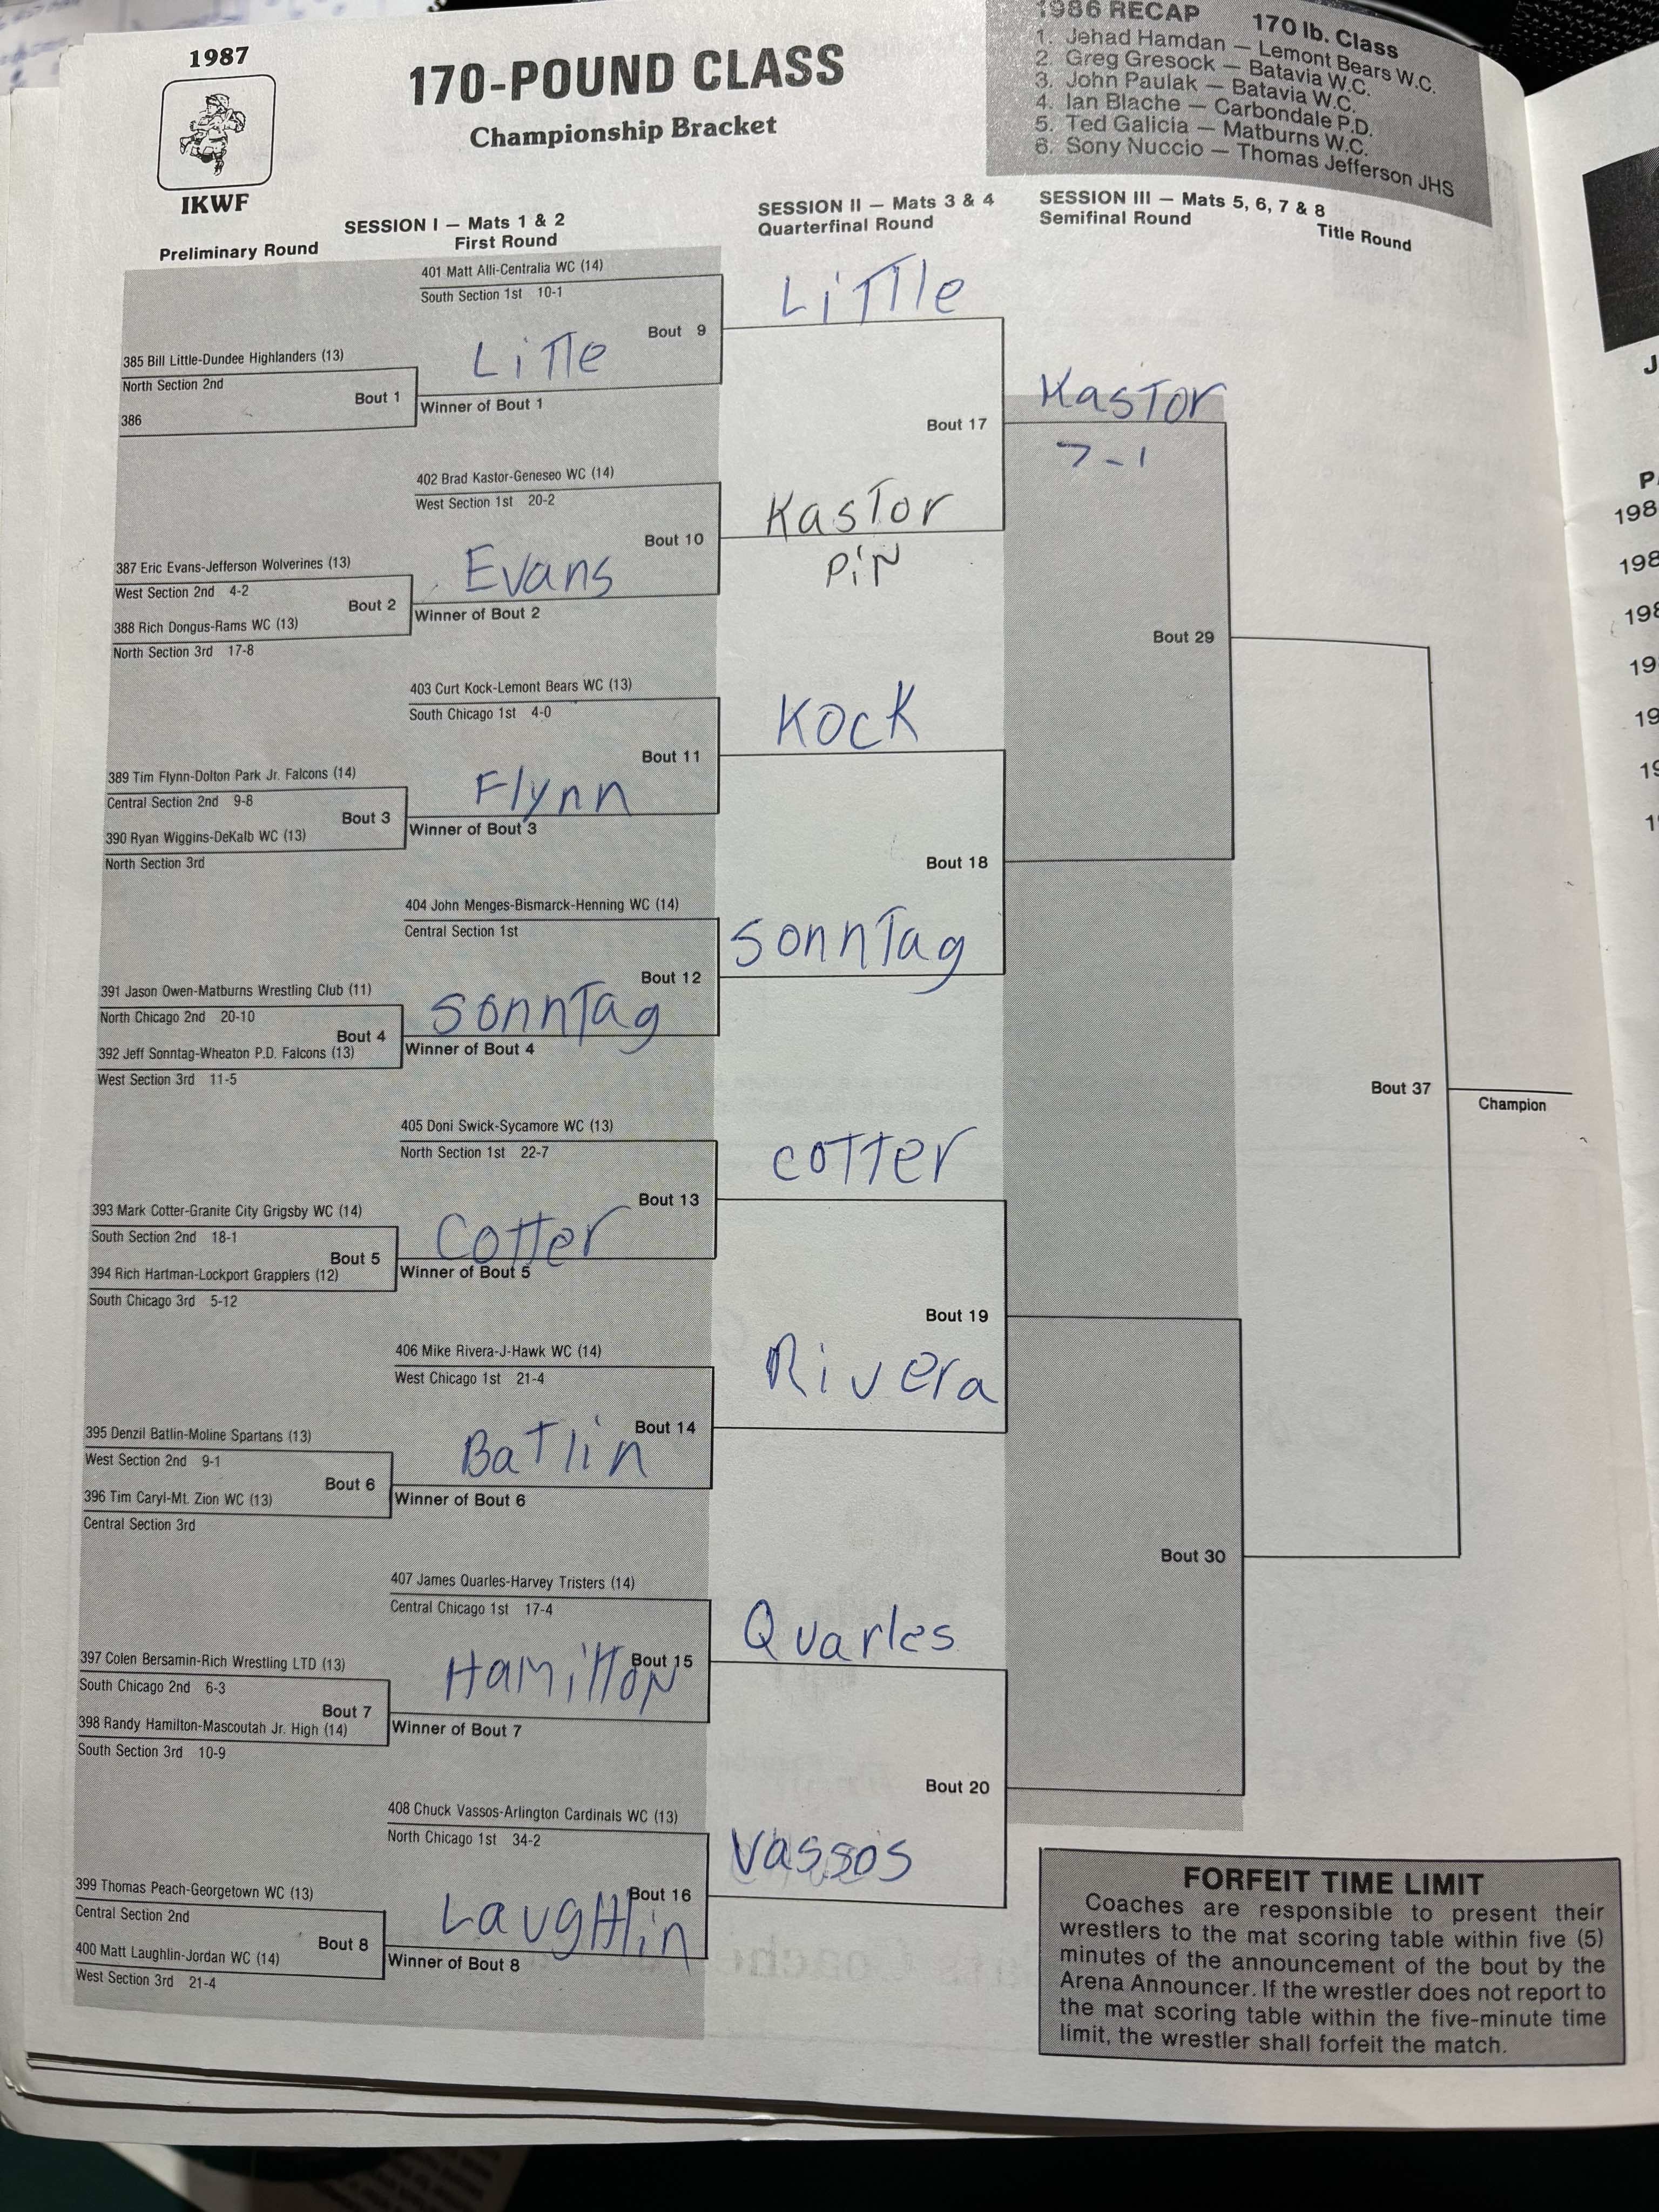 1987
IKWF
170-POUND CLASS
Championship Bracket
1986 RECAP 170 lb. Class
1. Jehad Hamdan — Lemont Bears W.C.
2. Greg Gresock — Batavia W.C.
3. John Paulak — Batavia W.C.
4. Ian Blache — Carbondale P.D.
5. Ted Galicia — Matburns W.C.
6. Sony Nuccio — Thomas Jefferson JHS
Preliminary Round
SESSION I — Mats 1 & 2
First Round
SESSION II — Mats 3 & 4
Quarterfinal Round
SESSION III — Mats 5, 6, 7 & 8
Semifinal Round
Title Round
401 Matt Alli-Centralia WC (14)
South Section 1st 10-1
Bout 9
LiTTle
385 Bill Little-Dundee Highlanders (13)
North Section 2nd
Bout 1
386
LiTTle
Winner of Bout 1
Bout 17
KasTor
7-1
402 Brad Kastor-Geneseo WC (14)
West Section 1st 20-2
Bout 10
KasTor
PiN
387 Eric Evans-Jefferson Wolverines (13)
West Section 2nd 4-2
Bout 2
388 Rich Dongus-Rams WC (13)
North Section 3rd 17-8
Evans
Winner of Bout 2
Bout 29
403 Curt Kock-Lemont Bears WC (13)
South Chicago 1st 4-0
Bout 11
KocK
389 Tim Flynn-Dolton Park Jr. Falcons (14)
Central Section 2nd 9-8
Bout 3
390 Ryan Wiggins-DeKalb WC (13)
North Section 3rd
Flynn
Winner of Bout 3
Bout 18
404 John Menges-Bismarck-Henning WC (14)
Central Section 1st
Bout 12
SonnTag
391 Jason Owen-Matburns Wrestling Club (11)
North Chicago 2nd 20-10
Bout 4
392 Jeff Sonntag-Wheaton P.D. Falcons (13)
West Section 3rd 11-5
SonnTag
Winner of Bout 4
Bout 37
Champion
405 Doni Swick-Sycamore WC (13)
North Section 1st 22-7
Bout 13
coTTer
393 Mark Cotter-Granite City Grigsby WC (14)
South Section 2nd 18-1
Bout 5
394 Rich Hartman-Lockport Grapplers (12)
South Chicago 3rd 5-12
Cotter
Winner of Bout 5
Bout 19
406 Mike Rivera-J-Hawk WC (14)
West Chicago 1st 21-4
Bout 14
Rivera
395 Denzil Batlin-Moline Spartans (13)
West Section 2nd 9-1
Bout 6
396 Tim Caryl-Mt. Zion WC (13)
Central Section 3rd
BaTlin
Winner of Bout 6
Bout 30
407 James Quarles-Harvey Tristers (14)
Central Chicago 1st 17-4
Bout 15
Quarles
397 Colen Bersamin-Rich Wrestling LTD (13)
South Chicago 2nd 6-3
Bout 7
398 Randy Hamilton-Mascoutah Jr. High (14)
South Section 3rd 10-9
HaMilToN
Winner of Bout 7
Bout 20
408 Chuck Vassos-Arlington Cardinals WC (13)
North Chicago 1st 34-2
Bout 16
Vassos
399 Thomas Peach-Georgetown WC (13)
Central Section 2nd
Bout 8
400 Matt Laughlin-Jordan WC (14)
West Section 3rd 21-4
Winner of Bout 8
FORFEIT TIME LIMIT
Coaches are responsible to present their
wrestlers to the mat scoring table within five (5)
minutes of the announcement of the bout by the
Arena Announcer. If the wrestler does not report to
the mat scoring table within the five-minute time
limit, the wrestler shall forfeit the match.
J
P
198
198
198
19
19
19
1